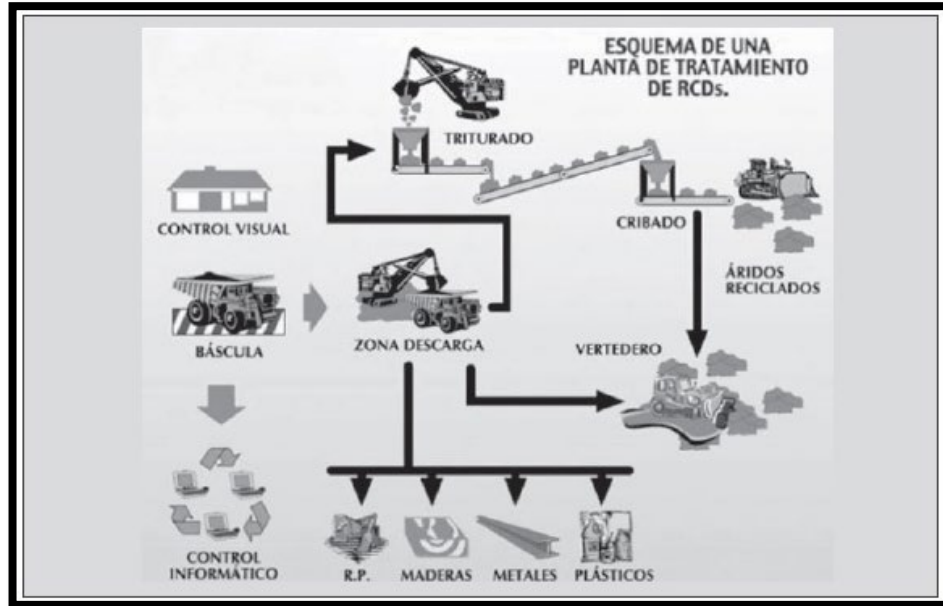 ESQUEMA DE UNA
PLANTA DE TRATAMIENTO
DE RCDs.
TRITURADO
CONTROL VISUAL
CRIBADO
ÁRIDOS
RECICLADOS
BÁSCULA
ZONA DESCARGA
VERTEDERO
CONTROL
INFORMÁTICO
R.P.
MADERAS
METALES
PLÁSTICOS